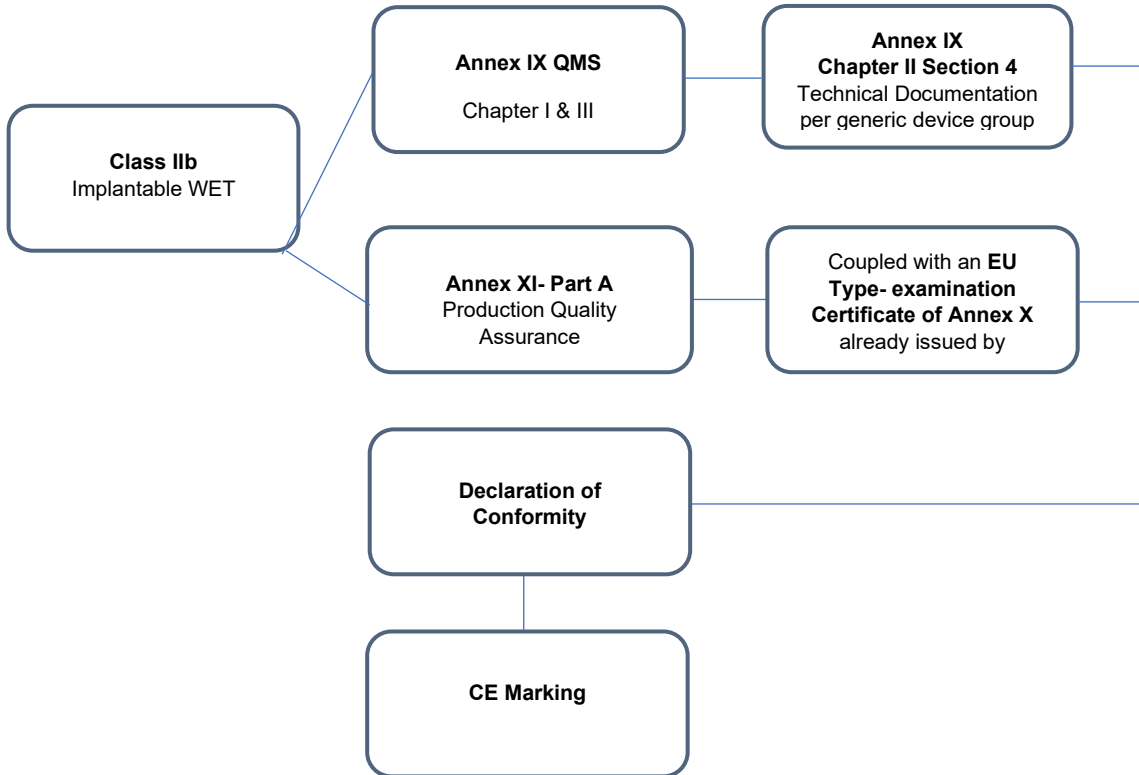 Class IIb
Implantable WET
Annex IX QMS
Chapter I & III
Annex IX
Chapter II Section 4
Technical Documentation
per generic device group
Annex XI- Part A
Production Quality
Assurance
Coupled with an EU
Type- examination
Certificate of Annex X
already issued by
Declaration of
Conformity
CE Marking